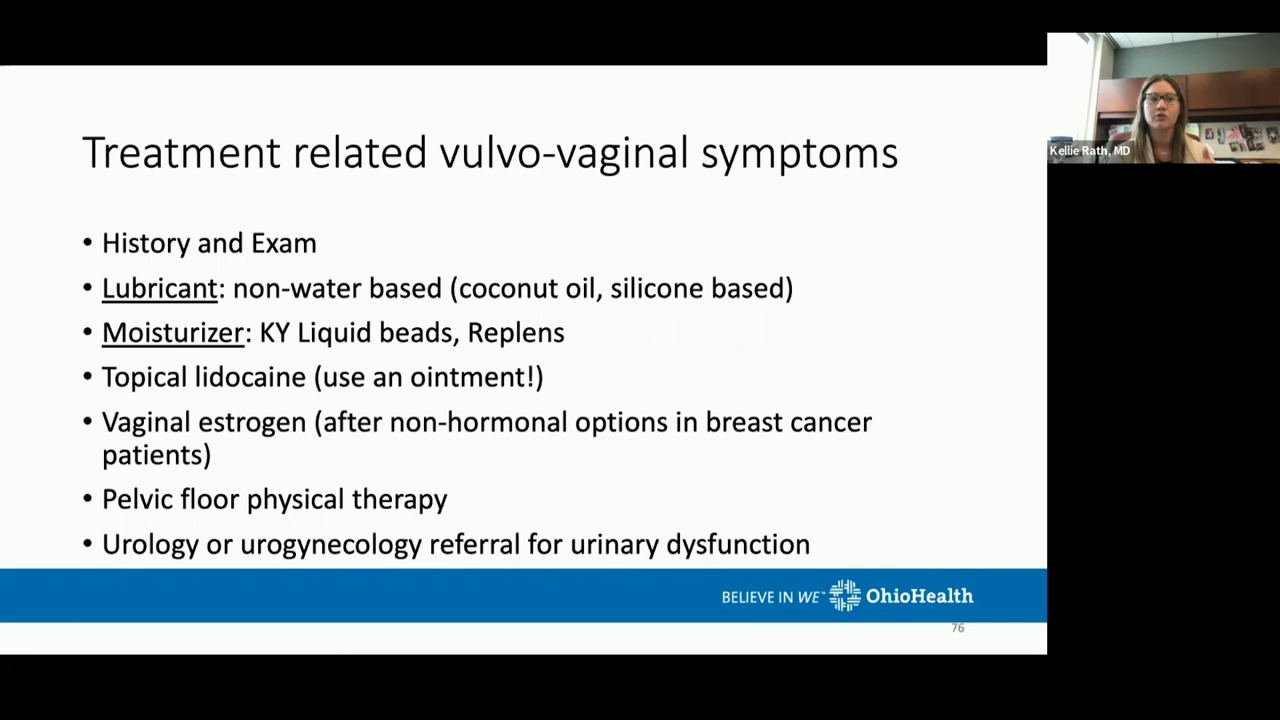 Treatment related vulvo-vaginal symptoms
Kellie Rath, MD
• History and Exam
• Lubricant: non-water based (coconut oil, silicone based)
• Moisturizer: KY Liquid beads, Replens
• Topical lidocaine (use an ointment!)
• Vaginal estrogen (after non-hormonal options in breast cancer
patients)
• Pelvic floor physical therapy
• Urology or urogynecology referral for urinary dysfunction
BELIEVE IN WE™ OhioHealth
76